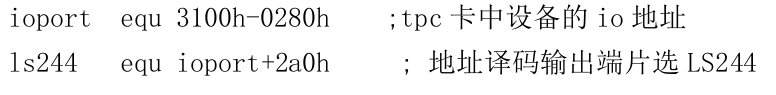 ioport equ 3100h-0280h ;tpc 卡中设备的 io 地址
ls244 equ ioport+2a0h ; 地址译码输出端片选 LS244